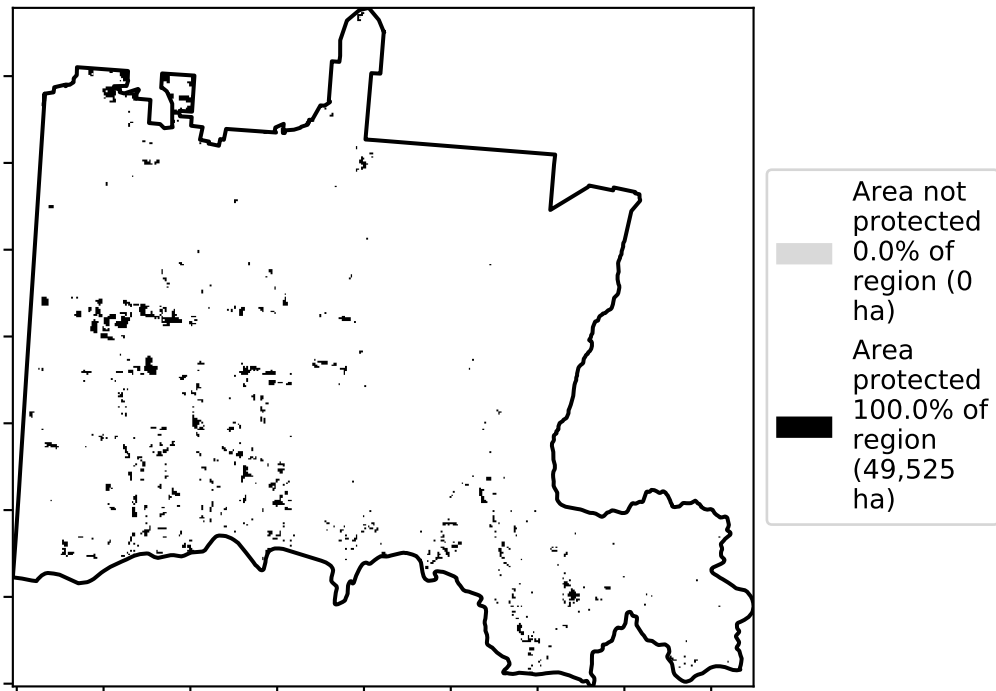 Area not
protected
0.0% of
region (0
ha)
Area
protected
100.0% of
region
(49,525
ha)